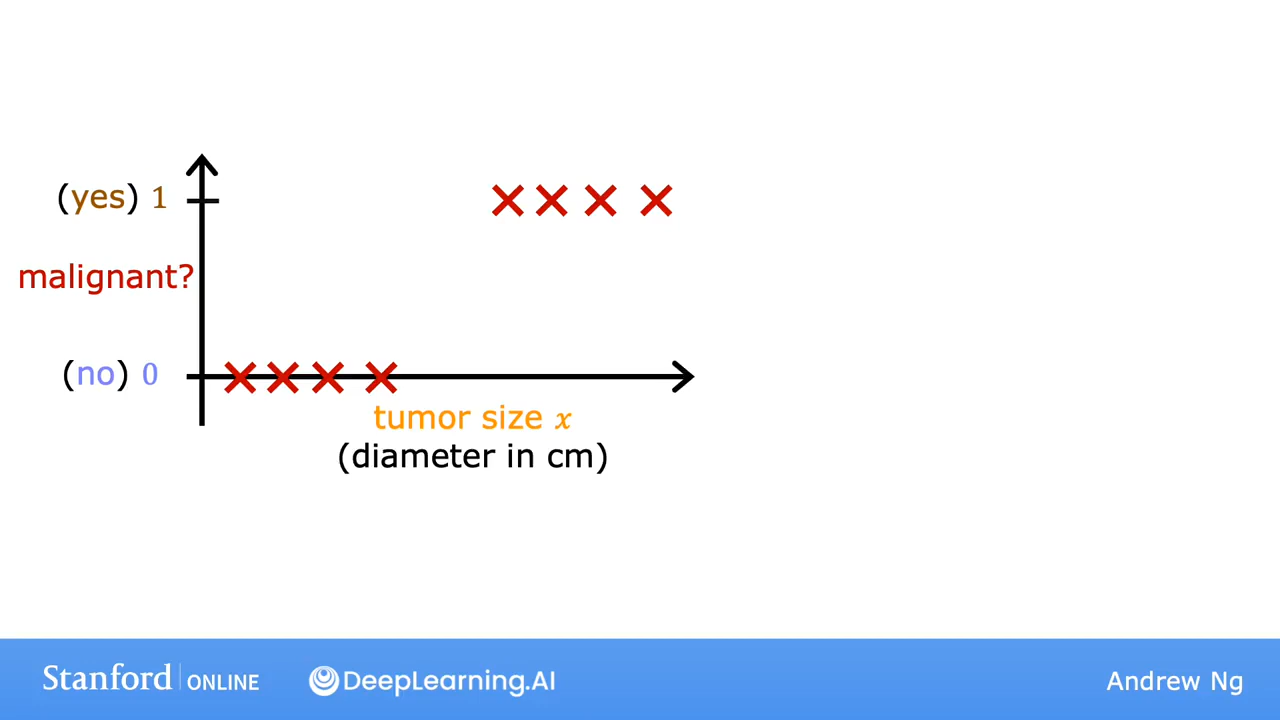 (yes) 1
malignant?
(no) 0
tumor size x
(diameter in cm)
Stanford ONLINE
DeepLearning.AI
Andrew Ng